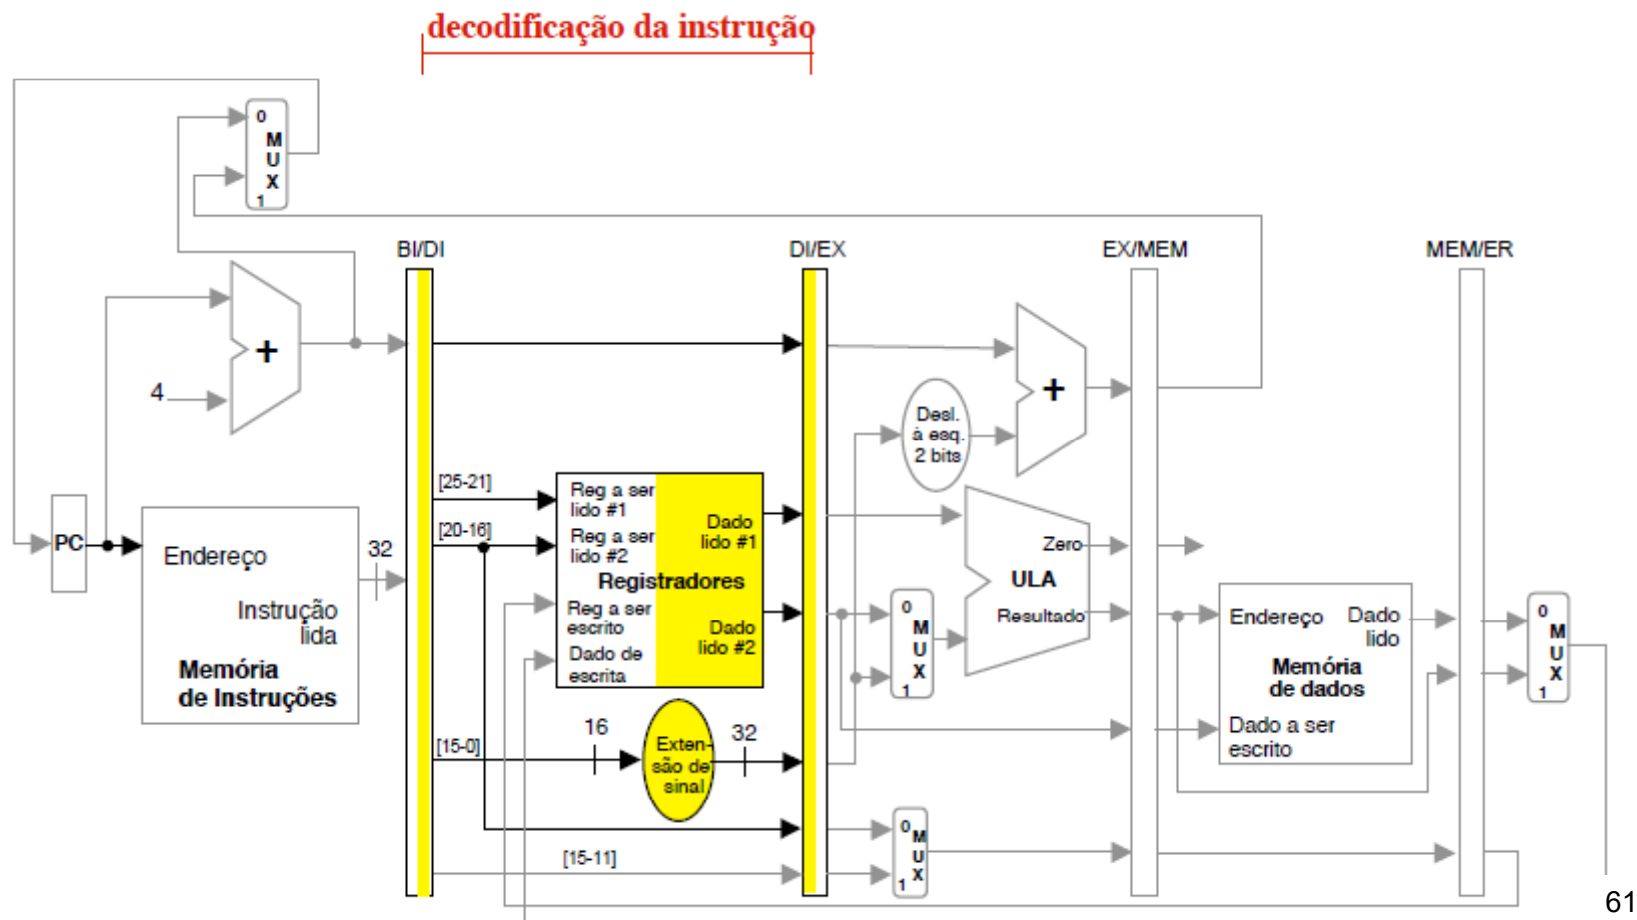 decodificação da instrução
0
M
U
X
1
BI/DI
DI/EX
EX/MEM
MEM/ER
+
4
+
Desl.
à esq.
2 bits
[25-21]
[20-16]
Reg a ser
lido #1
Reg a ser
lido #2
Dado
lido #1
Registradores
Reg a ser
escrito
Dado
lido #2
Dado de
escrita
PC
Endereço
32
Instrução
lida
Memória
de Instruções
Zero
ULA
Resultado
0
M
U
X
1
Endereço
Dado
lido
Memória
de dados
Dado a ser
escrito
0
M
U
X
1
[15-0]
16
Exten-
são de
sinal
32
[15-11]
0
M
U
X
1
61